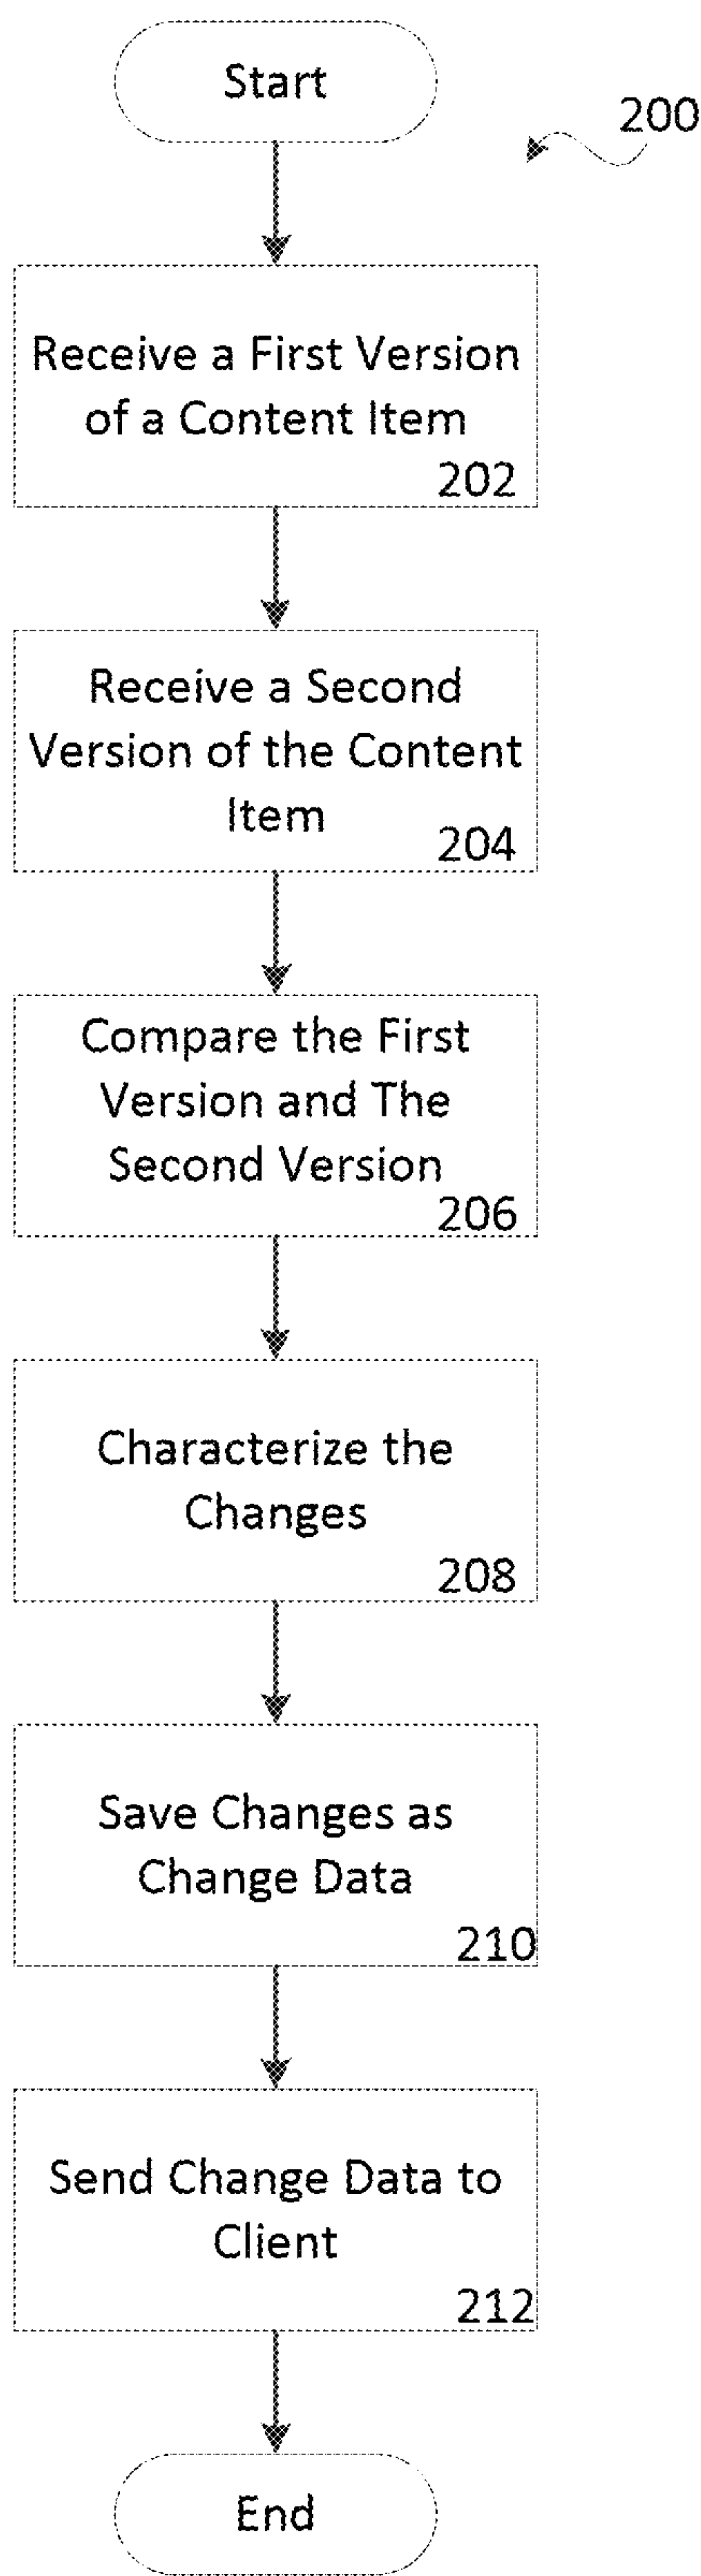 Start
200
Receive a First Version
of a Content Item
202
Receive a Second
Version of the Content
Item
204
Compare the First
Version and The
Second Version
206
Characterize the
Changes
208
Save Changes as
Change Data
210
Send Change Data to
Client
212
End